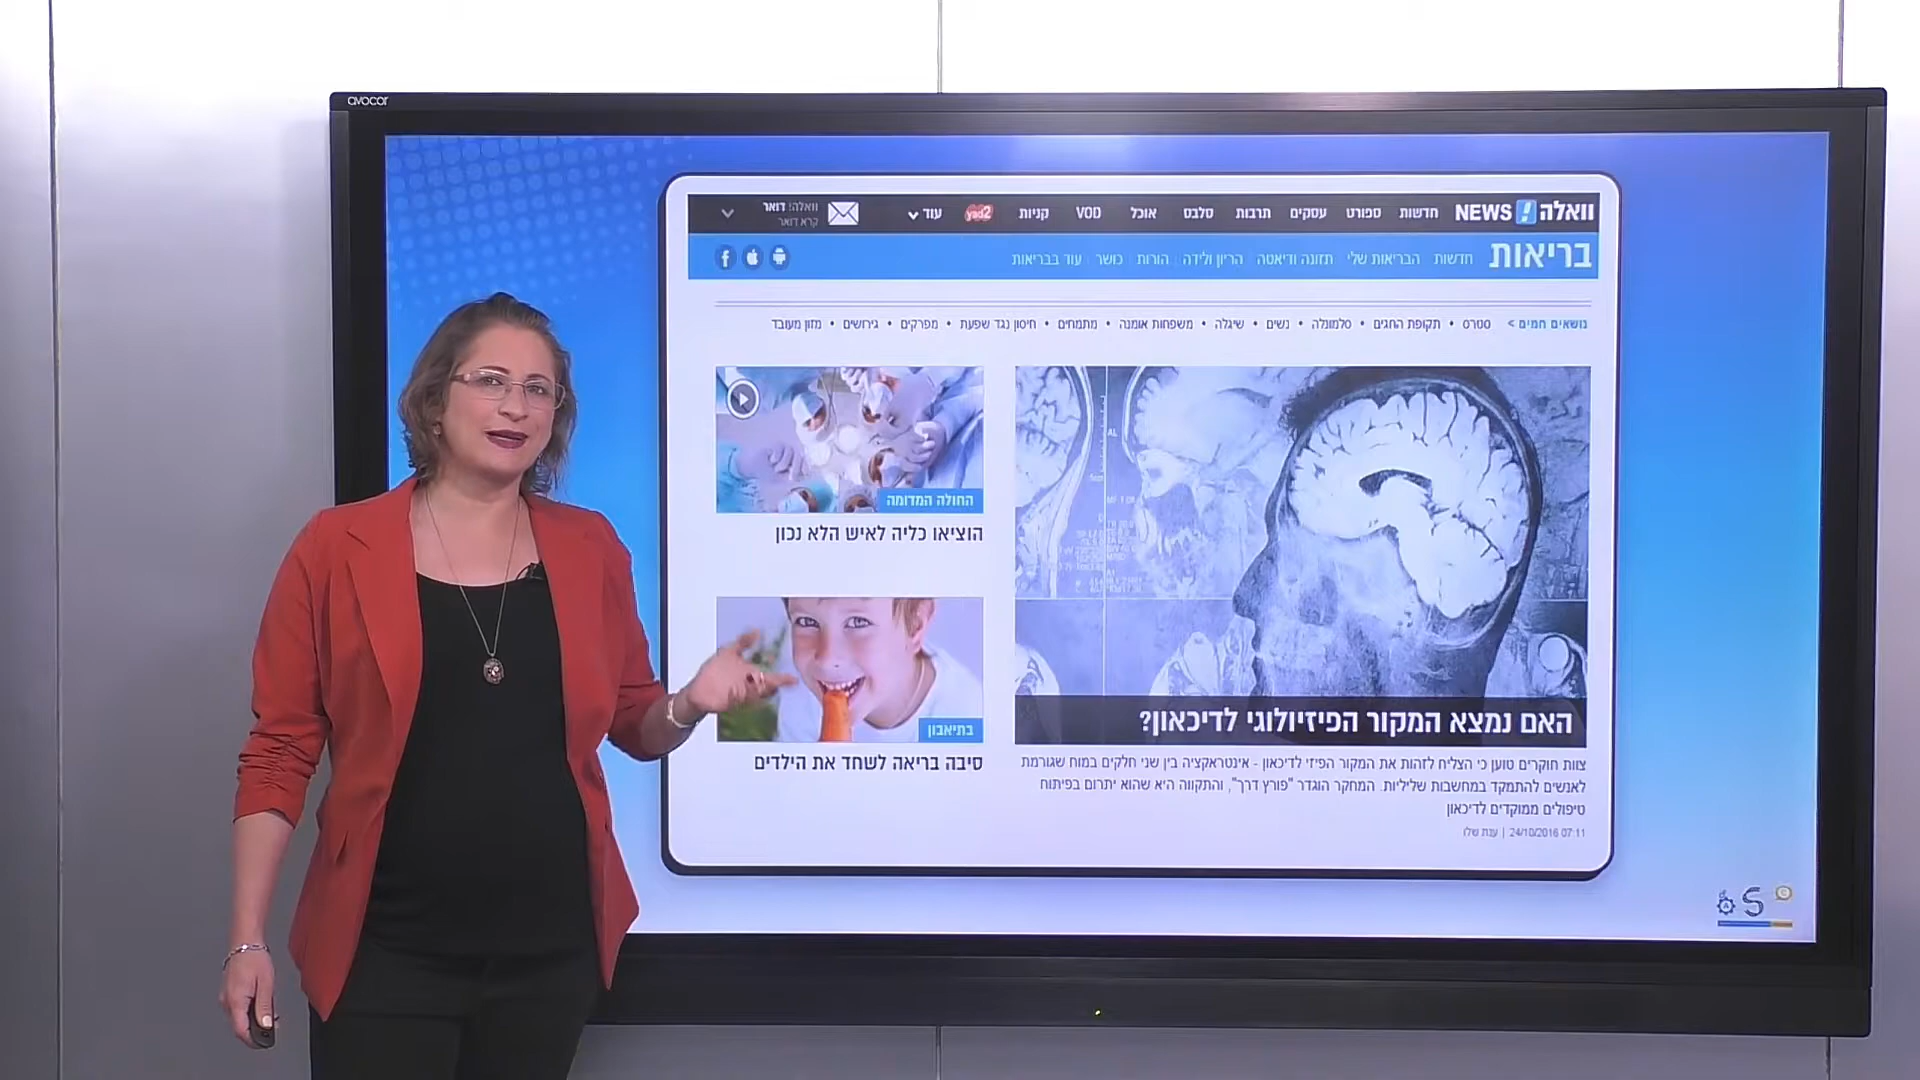 avocor
וואלה! NEWS חדשות ספורט עסקים תרבות סלבס אוכל VOD קניות yad2 עוד
וואלה! דואר
קרא דואר
בריאות חדשות הבריאות שלי תזונה ודיאטה הריון ולידה הורות כושר עוד בבריאות
נושאים חמים > סטרס • תקופת החגים • סלמונלה • נשים • שיגלה • משפחות אומנה • מתמחים • חיסון נגד שפעת • מפרקים • גירושים • מזון מעובד
האם נמצא המקור הפיזיולוגי לדיכאון?
צוות חוקרים טוען כי הצליח לזהות את המקור הפיזי לדיכאון - אינטראקציה בין שני חלקים במוח שגורמת
לאנשים להתמקד במחשבות שליליות. המחקר הוגדר "פורץ דרך", והתקווה היא שהוא יתרום בפיתוח
טיפולים ממוקדים לדיכאון
24/10/2016 07:11 | ענת שלו
החולה המדומה
הוציאו כליה לאיש הלא נכון
בתיאבון
סיבה בריאה לשחד את הילדים